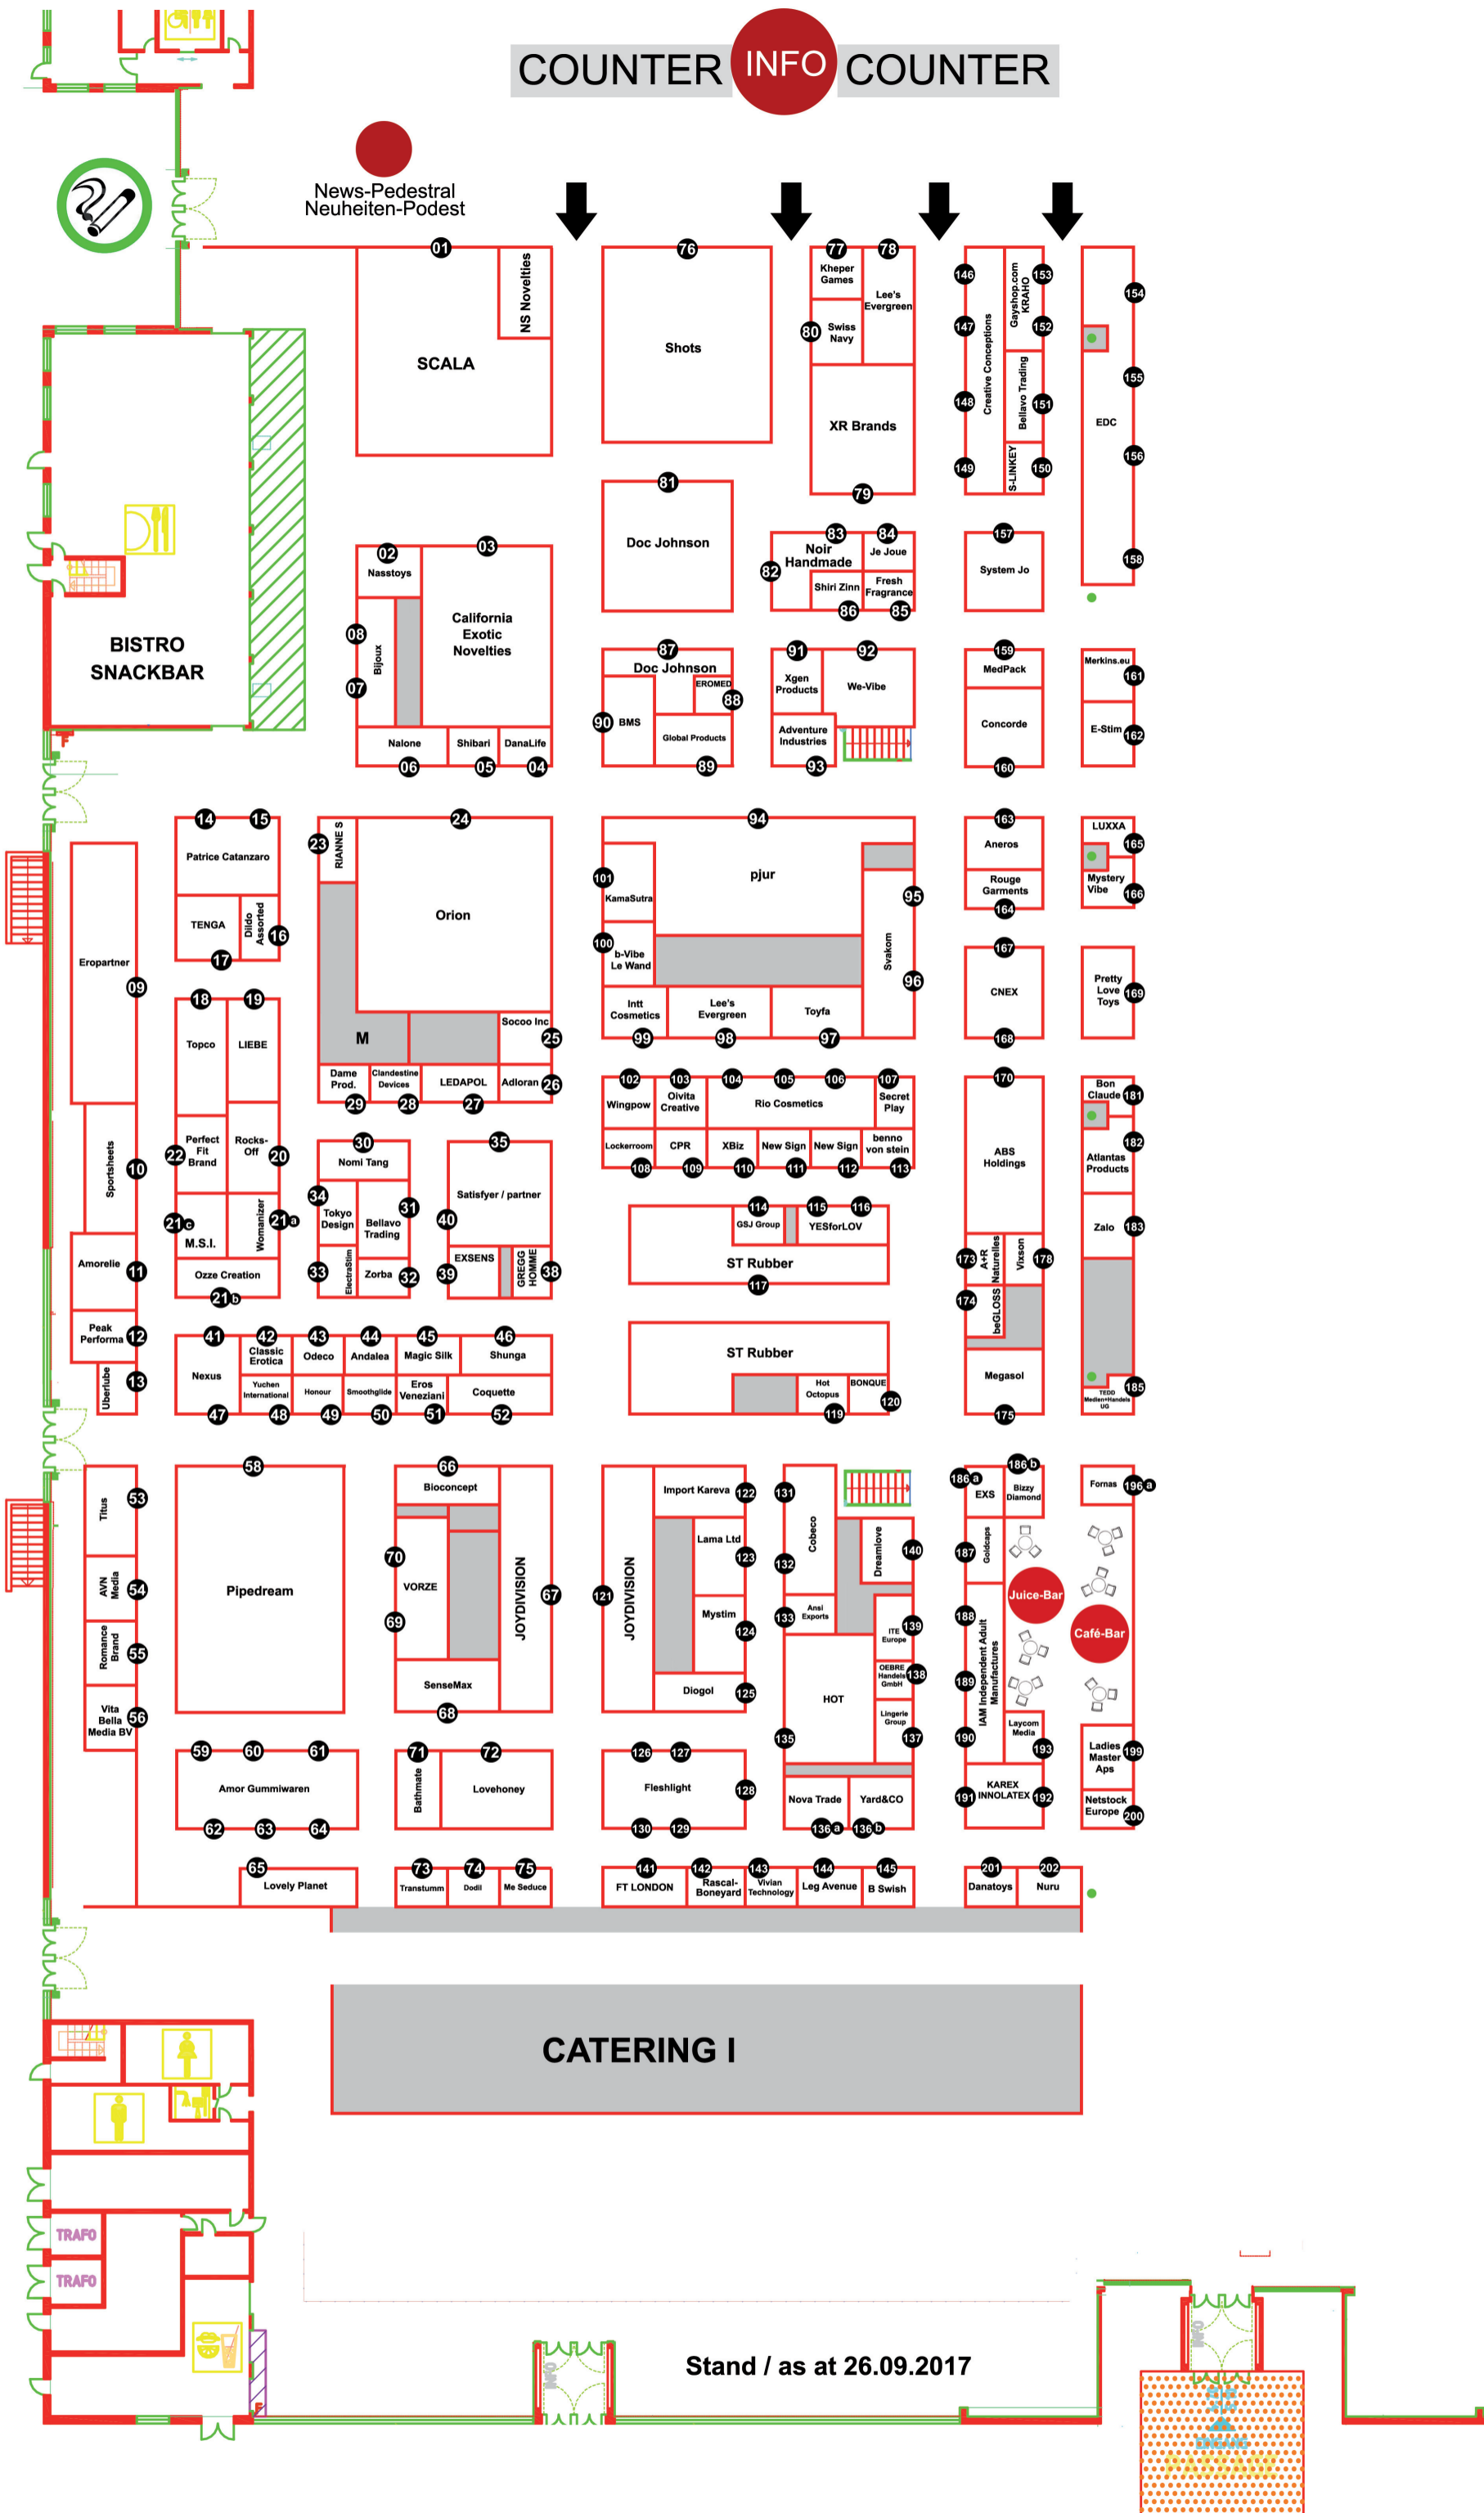 COUNTER INFO COUNTER
News-Pedestral
Neuheiten-Podest
01
SCALA
NS Novelties
76
Shots
77
Kheper
Games
78
Lee's
Evergreen
80
Swiss
Navy
XR Brands
79
146
147
148
149
Creative Conceptions
Gayshop.com
KRAHO
153
152
Bellavo Trading
151
S-LINKEY
150
154
155
EDC
156
158
BISTRO
SNACKBAR
02
Nasstoys
03
California
Exotic
Novelties
08
Bijoux
07
Nalone
06
Shibari
05
DanaLife
04
81
Doc Johnson
83
Noir
Handmade
82
84
Je Joue
Shiri Zinn
86
Fresh
Fragrance
85
157
System Jo
87
Doc Johnson
EROMED
88
90
BMS
Global Products
89
91
Xgen
Products
92
We-Vibe
Adventure
Industries
93
159
MedPack
Concorde
160
Merkins.eu
161
E-Stim
162
14
15
Patrice Catanzaro
TENGA
17
Dildo
Assorted
16
Eropartner
09
18
Topco
19
LIEBE
Perfect
Fit
Brand
22
Rocks-
Off
20
21c
M.S.I.
Womanizer
21a
Ozze Creation
21b
Sportsheets
10
Amorelie
11
Peak
Performa
12
Uberlube
13
23
RIANNE S
24
Orion
M
Socoo Inc
25
Dame
Prod.
29
Clandestine
Devices
28
LEDAPOL
27
Adloran
26
30
Nomi Tang
34
Tokyo
Design
31
Bellavo
Trading
33
ElectraStim
Zorba
32
35
Satisfyer / partner
40
EXSENS
39
GREGG
HOMME
38
94
pjur
101
KamaSutra
100
b-Vibe
Le Wand
95
Svakom
96
Intt
Cosmetics
99
Lee's
Evergreen
98
Toyfa
97
163
Aneros
Rouge
Garments
164
LUXXA
165
Mystery
Vibe
166
167
CNEX
168
Pretty
Love
Toys
169
102
Wingpow
103
Oivita
Creative
104
105
106
Rio Cosmetics
107
Secret
Play
Lockerroom
108
CPR
109
XBiz
110
New Sign
111
New Sign
112
benno
von stein
113
114
GSJ Group
115
116
YESforLOV
ST Rubber
117
ST Rubber
Hot
Octopus
119
BONQUE
120
170
ABS
Holdings
173
A+R
Naturelles
Vixson
178
174
beGLOSS
Megasol
175
Bon
Claude
181
182
Atlantas
Products
Zalo
183
185
TEDD
Medien+Handels
UG
41
Nexus
47
42
Classic
Erotica
43
Odeco
44
Andalea
45
Magic Silk
46
Shunga
Yuchen
International
48
Honour
49
Smoothglide
50
Eros
Veneziani
51
Coquette
52
Titus
53
AVN
Media
54
Romance
Brand
55
Vita
Bella
Media BV
56
58
Pipedream
66
Bioconcept
70
VORZE
69
JOYDIVISION
67
SenseMax
68
121
JOYDIVISION
Import Kareva
122
Lama Ltd
123
Mystim
124
Diogol
125
131
Cobeco
132
Dreamlove
140
133
Ansi
Exports
ITE
Europe
139
OEBRE
Handels
GmbH
138
HOT
135
Lingerie
Group
137
Nova Trade
136a
Yard&CO
136b
186a
EXS
186b
Bizzy
Diamond
187
Goldcaps
Juice-Bar
188
IAM Independent Adult
Manufactures
189
190
Laycom
Media
193
191
KAREX
INNOLATEX
192
Fornas
196a
Café-Bar
Ladies
Master
Aps
199
Netstock
Europe
200
59
60
61
Amor Gummiwaren
62
63
64
71
Bathmate
72
Lovehoney
126
127
Fleshlight
128
130
129
65
Lovely Planet
73
Transtumm
74
Dodil
75
Me Seduce
141
FT LONDON
142
Rascal-
Boneyard
143
Vivian
Technology
144
Leg Avenue
145
B Swish
201
Danatoys
202
Nuru
CATERING I
TRAFO
TRAFO
Stand / as at 26.09.2017
EINGANG
PASSAGE